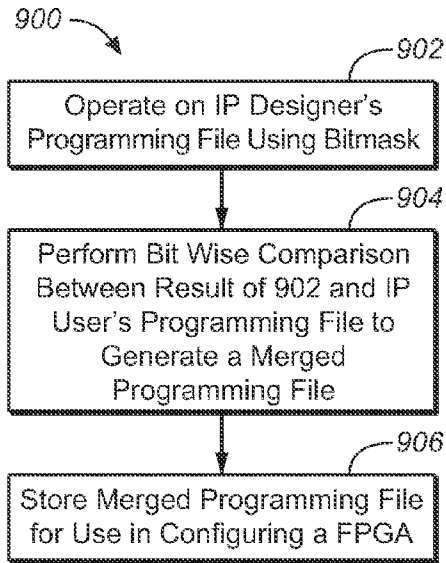 900
902
Operate on IP Designer's
Programming File Using Bitmask
904
Perform Bit Wise Comparison
Between Result of 902 and IP
User's Programming File to
Generate a Merged
Programming File
906
Store Merged Programming File
for Use in Configuring a FPGA